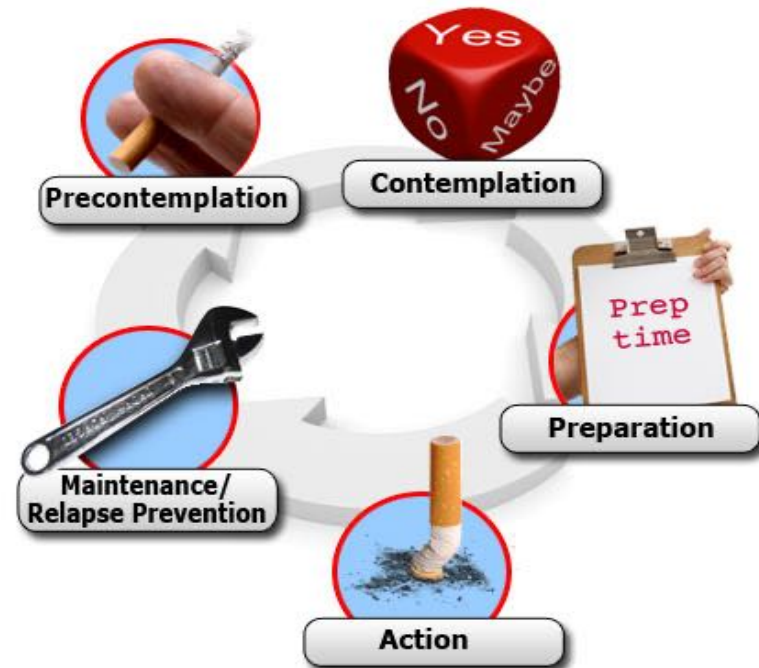 Yes
No
Maybe
Precontemplation
Contemplation
Prep
time
Preparation
Maintenance/
Relapse Prevention
Action